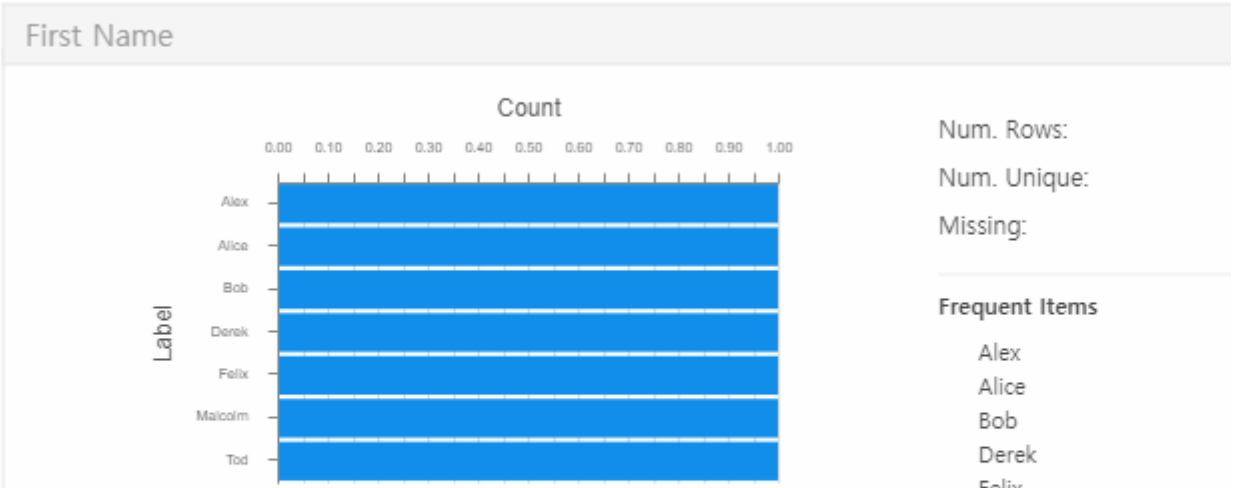 First Name
Count
0.00 0.10 0.20 0.30 0.40 0.50 0.60 0.70 0.80 0.90 1.00
Label
Alex
Alice
Bob
Derek
Felix
Malcolm
Tod
Num. Rows:
Num. Unique:
Missing:
Frequent Items
Alex
Alice
Bob
Derek
Felix